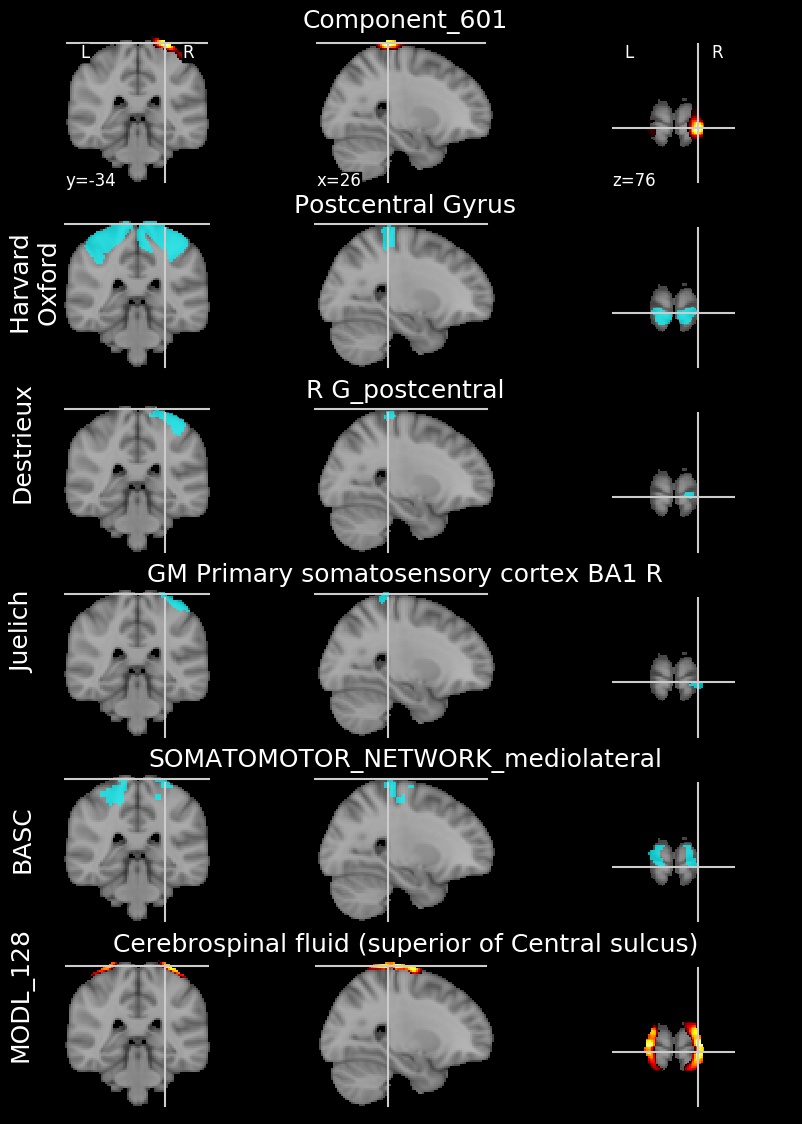 Component_601
L R
L R
y=-34 x=26 z=76
Postcentral Gyrus
Harvard
Oxford
R G_postcentral
Destrieux
GM Primary somatosensory cortex BA1 R
Juelich
SOMATOMOTOR_NETWORK_mediolateral
BASC
Cerebrospinal fluid (superior of Central sulcus)
MODL_128